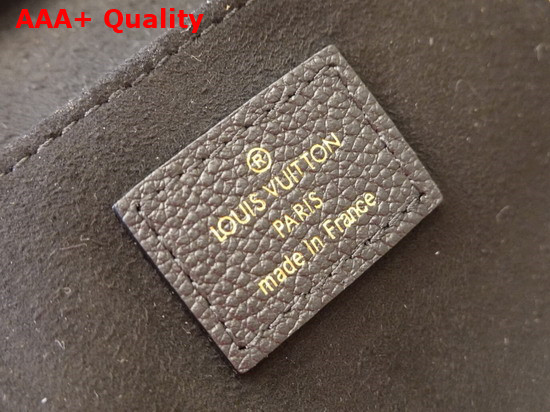 AAA+ Quality
®
LOUIS VUITTON
PARIS
made in France